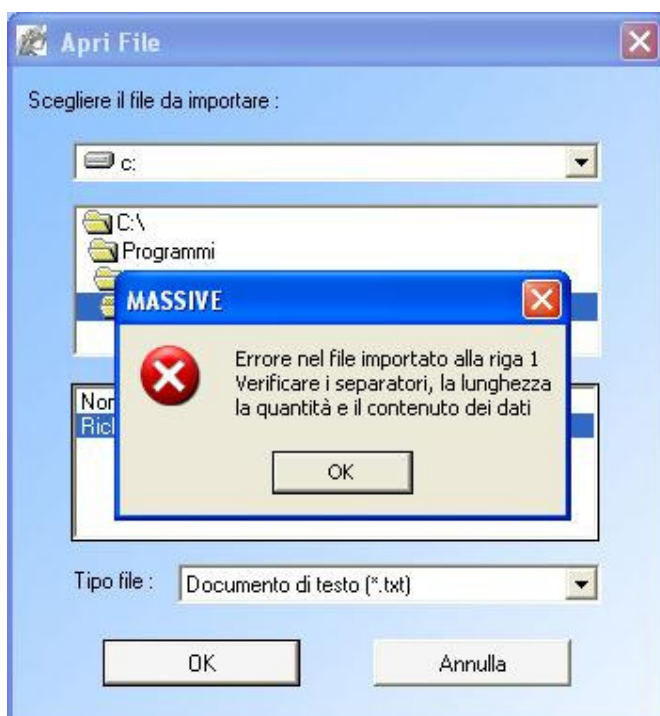 Apri File
Scegliere il file da importare :
c:
C:\
Programmi
MASSIVE
Errore nel file importato alla riga 1
Verificare i separatori, la lunghezza
la quantità e il contenuto dei dati
OK
Tipo file :
Documento di testo (*.txt)
OK
Annulla